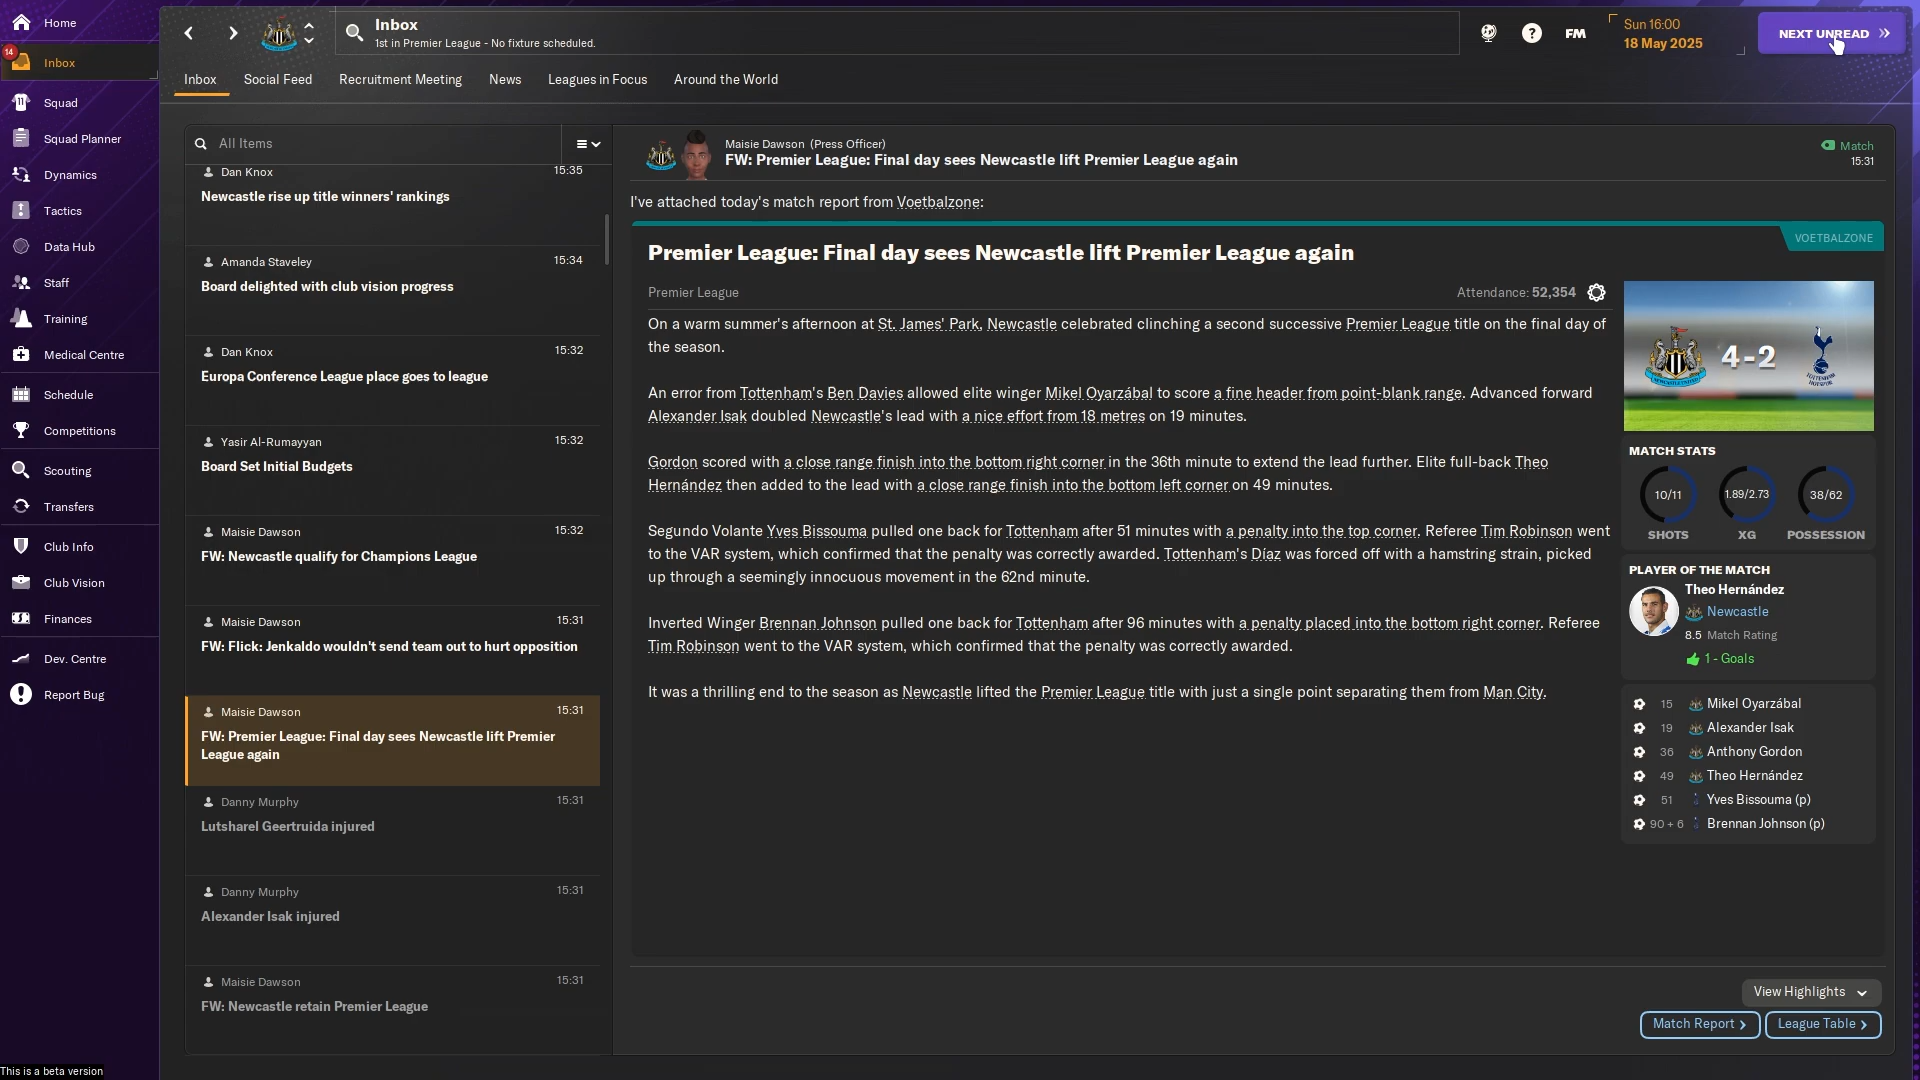 Home
14
Inbox
Squad
Squad Planner
Dynamics
Tactics
Data Hub
Staff
Training
Medical Centre
Schedule
Competitions
Scouting
Transfers
Club Info
Club Vision
Finances
Dev. Centre
Report Bug
This is a beta version
Inbox
1st in Premier League - No fixture scheduled.
FM
Sun 16:00
18 May 2025
NEXT UNREAD
Inbox
Social Feed
Recruitment Meeting
News
Leagues in Focus
Around the World
All Items
Dan Knox 15:35
Newcastle rise up title winners' rankings
Amanda Staveley 15:34
Board delighted with club vision progress
Dan Knox 15:32
Europa Conference League place goes to league
Yasir Al-Rumayyan 15:32
Board Set Initial Budgets
Maisie Dawson 15:32
FW: Newcastle qualify for Champions League
Maisie Dawson 15:31
FW: Flick: Jenkaldo wouldn't send team out to hurt opposition
Maisie Dawson 15:31
FW: Premier League: Final day sees Newcastle lift Premier
League again
Danny Murphy 15:31
Lutsharel Geertruida injured
Danny Murphy 15:31
Alexander Isak injured
Maisie Dawson 15:31
FW: Newcastle retain Premier League
Maisie Dawson (Press Officer)
FW: Premier League: Final day sees Newcastle lift Premier League again
Match
15:31
I've attached today's match report from Voetbalzone:
VOETBALZONE
Premier League: Final day sees Newcastle lift Premier League again
Premier League
Attendance: 52,354
On a warm summer's afternoon at St. James' Park, Newcastle celebrated clinching a second successive Premier League title on the final day of
the season.
An error from Tottenham's Ben Davies allowed elite winger Mikel Oyarzábal to score a fine header from point-blank range. Advanced forward
Alexander Isak doubled Newcastle's lead with a nice effort from 18 metres on 19 minutes.
Gordon scored with a close range finish into the bottom right corner in the 36th minute to extend the lead further. Elite full-back Theo
Hernández then added to the lead with a close range finish into the bottom left corner on 49 minutes.
Segundo Volante Yves Bissouma pulled one back for Tottenham after 51 minutes with a penalty into the top corner. Referee Tim Robinson went
to the VAR system, which confirmed that the penalty was correctly awarded. Tottenham's Díaz was forced off with a hamstring strain, picked
up through a seemingly innocuous movement in the 62nd minute.
Inverted Winger Brennan Johnson pulled one back for Tottenham after 96 minutes with a penalty placed into the bottom right corner. Referee
Tim Robinson went to the VAR system, which confirmed that the penalty was correctly awarded.
It was a thrilling end to the season as Newcastle lifted the Premier League title with just a single point separating them from Man City.
4-2
MATCH STATS
10/11
1.89/2.73
38/62
SHOTS
XG
POSSESSION
PLAYER OF THE MATCH
Theo Hernández
Newcastle
8.5 Match Rating
1 - Goals
15 Mikel Oyarzábal
19 Alexander Isak
36 Anthony Gordon
49 Theo Hernández
51 Yves Bissouma (p)
90 + 6 Brennan Johnson (p)
View Highlights
Match Report
League Table